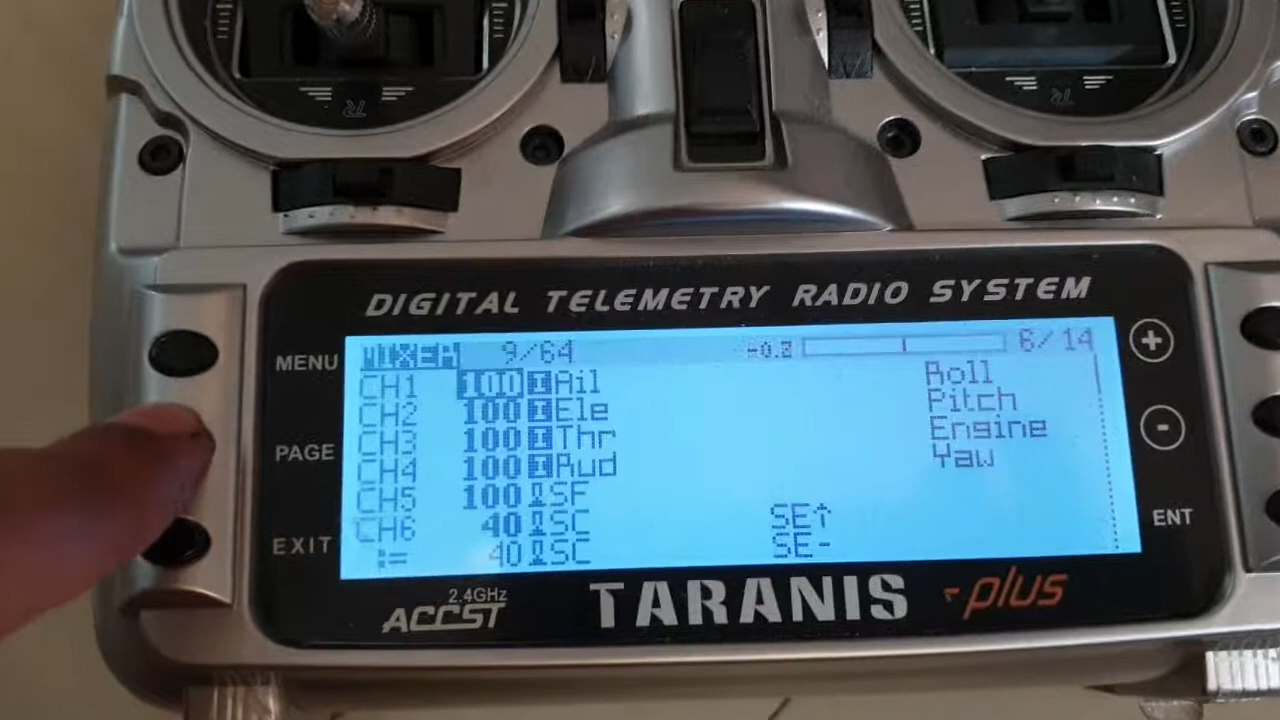 DIGITAL TELEMETRY RADIO SYSTEM
MENU
PAGE
EXIT
MIXER 9/64 -0.2 6/14
CH1 100 I Ail Roll
CH2 100 I Ele Pitch
CH3 100 I Thr Engine
CH4 100 I Rud Yaw
CH5 100 SF
CH6 40 SC SE↑
:= 40 SC SE-
+
-
ENT
2.4GHz
ACCST
TARANIS plus